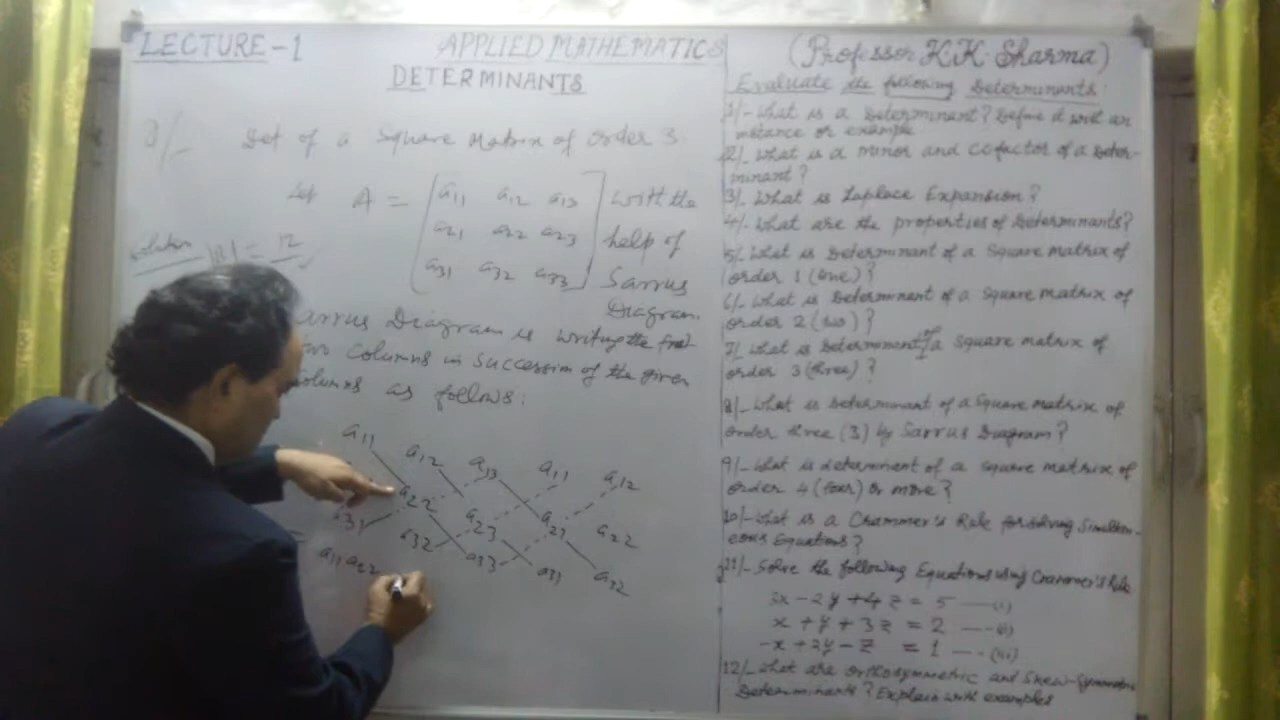 LECTURE-1
APPLIED MATHEMATICS
DETERMINANTS
3/- Det of a Square Matrix of order 3.
Let A = [ a11 a12 a13
a21 a22 a23
a31 a32 a33 ]
with the
help of
Sarrus
Diagram.
Solution |A| = 12
arrus Diagram is writing the first
columns in succession of the given
columns as follows:
a11 a12 a13 a11 a12
a22 a23 a21 a22
a31 a32 a33 a31 a32
= a11 a22
(Professor K.K. Sharma)
Evaluate the following Determinants:
1/- What is a Determinant? Define it with an
instance or example
2/- What is a minor and cofactor of a Deter-
minant?
3/- What is Laplace Expansion?
4/- What are the properties of Determinants?
5/- What is Determinant of a Square Matrix of
order 1 (one)?
6/- What is Determinant of a Square Matrix of
order 2 (two)?
7/- What is Determinant of a Square matrix of
order 3 (three)?
8/- What is Determinant of a Square Matrix of
order three (3) by Sarrus Diagram?
9/- What is determinant of a square matrix of
order 4 (four) or more?
10/- What is a Crammer's Rule for solving Simultan-
eous Equations?
11/- Solve the following Equations using Crammer's Rule
3x - 2y + 4z = 5 ---- (i)
x + y + 3z = 2 ---- (ii)
-x + 2y - z = 1 ---- (iii)
12/- What are orthosymmetric and Skew-Symmetric
Determinants? Explain with examples